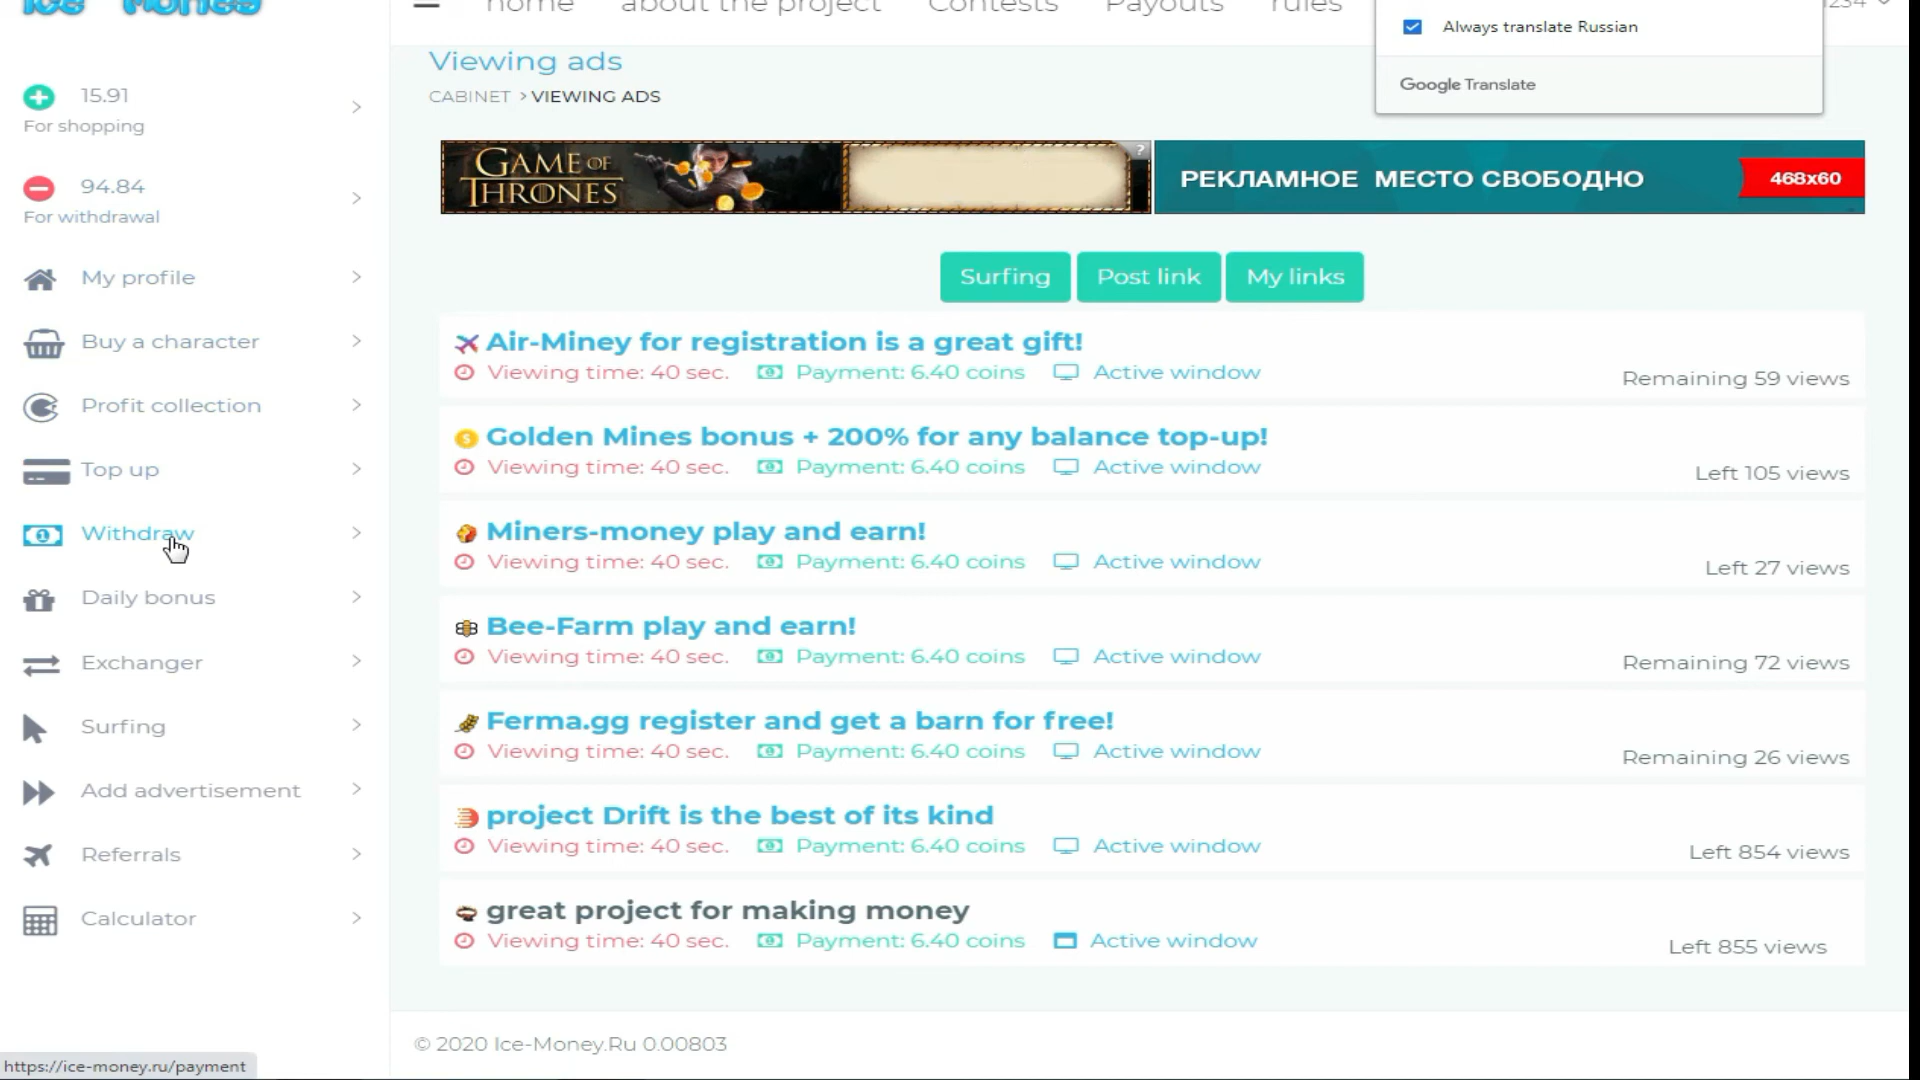 Ice Money
home about the project Contests Payouts rules
1234
Always translate Russian
Google Translate
15.91
For shopping
94.84
For withdrawal
My profile
Buy a character
Profit collection
Top up
Withdraw
Daily bonus
Exchanger
Surfing
Add advertisement
Referrals
Calculator
Viewing ads
CABINET > VIEWING ADS
GAME OF
THRONES
?
РЕКЛАМНОЕ МЕСТО СВОБОДНО
468x60
Surfing Post link My links
Air-Miney for registration is a great gift!
Viewing time: 40 sec. Payment: 6.40 coins Active window
Remaining 59 views
Golden Mines bonus + 200% for any balance top-up!
Viewing time: 40 sec. Payment: 6.40 coins Active window
Left 105 views
Miners-money play and earn!
Viewing time: 40 sec. Payment: 6.40 coins Active window
Left 27 views
Bee-Farm play and earn!
Viewing time: 40 sec. Payment: 6.40 coins Active window
Remaining 72 views
Ferma.gg register and get a barn for free!
Viewing time: 40 sec. Payment: 6.40 coins Active window
Remaining 26 views
project Drift is the best of its kind
Viewing time: 40 sec. Payment: 6.40 coins Active window
Left 854 views
great project for making money
Viewing time: 40 sec. Payment: 6.40 coins Active window
Left 855 views
© 2020 Ice-Money.Ru 0.00803
https://ice-money.ru/payment